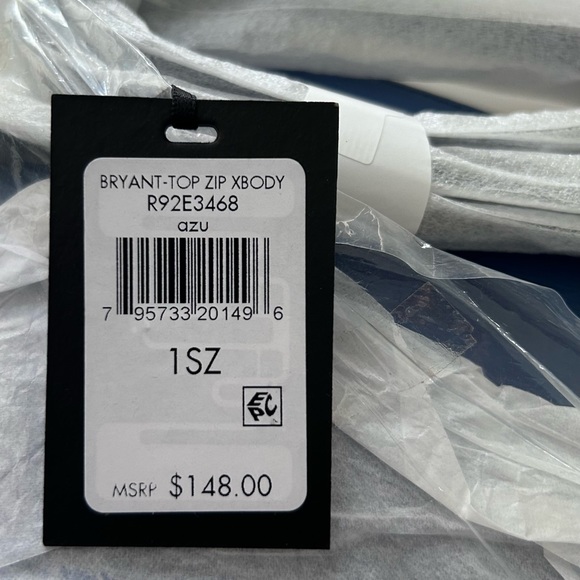 BRYANT-TOP ZIP XBODY
R92E3468
azu
7 95733 20149 6
1SZ
EPC
MSRP $148.00